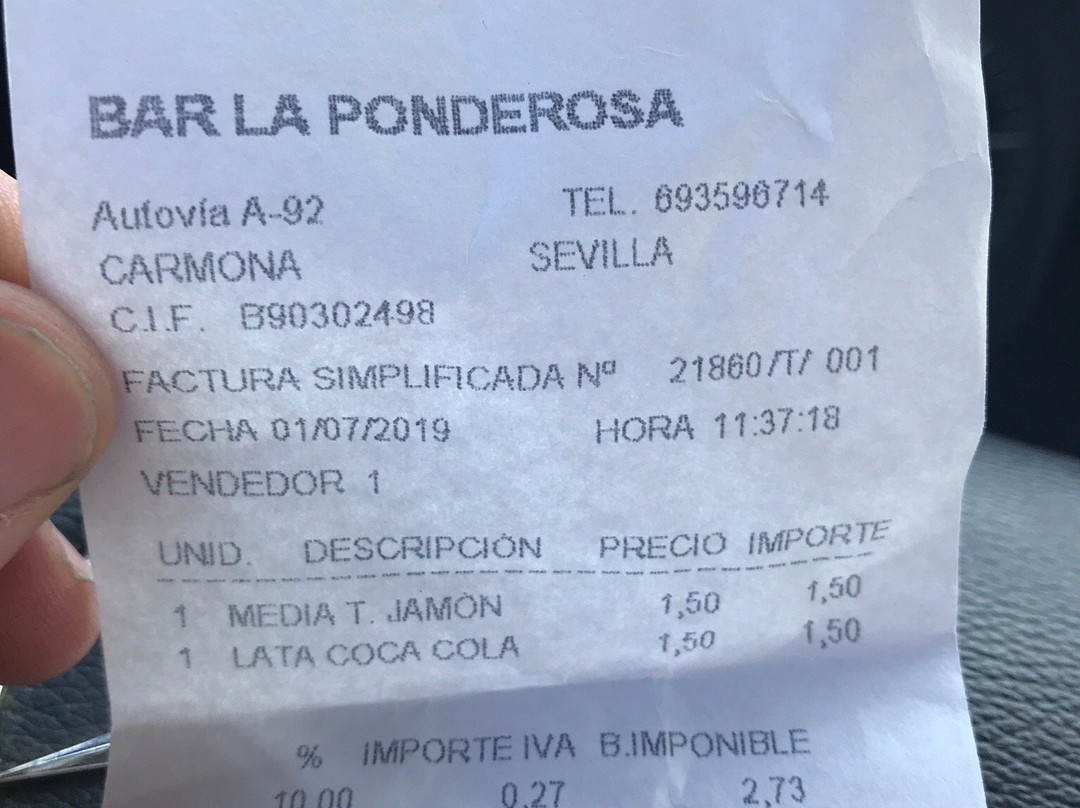 BAR LA PONDEROSA
Autovía A-92 TEL. 693596714
CARMONA SEVILLA
C.I.F. B90302498
FACTURA SIMPLIFICADA Nº 21860/T/ 001
FECHA 01/07/2019 HORA 11:37:18
VENDEDOR 1
UNID. DESCRIPCIÓN PRECIO IMPORTE
1 MEDIA T. JAMÓN 1,50 1,50
1 LATA COCA COLA 1,50 1,50
% IMPORTE IVA B.IMPONIBLE
10,00 0,27 2,73